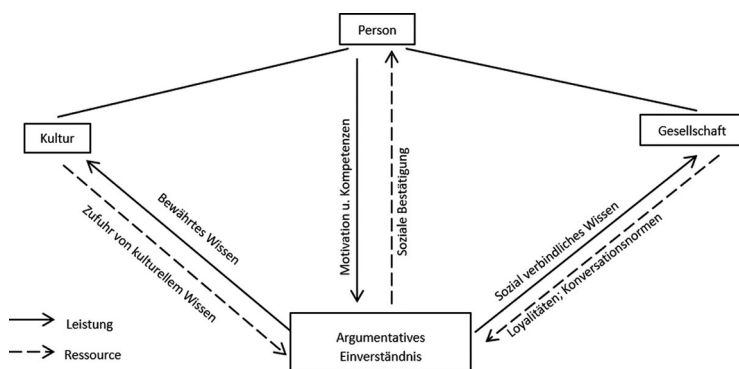 Person
Kultur
Gesellschaft
Bewährtes Wissen
Zufuhr von kulturellem Wissen
Motivation u. Kompetenzen
Soziale Bestätigung
Sozial verbindliches Wissen
Loyalitäten; Konversationsnormen
Argumentatives
Einverständnis
Leistung
Ressource